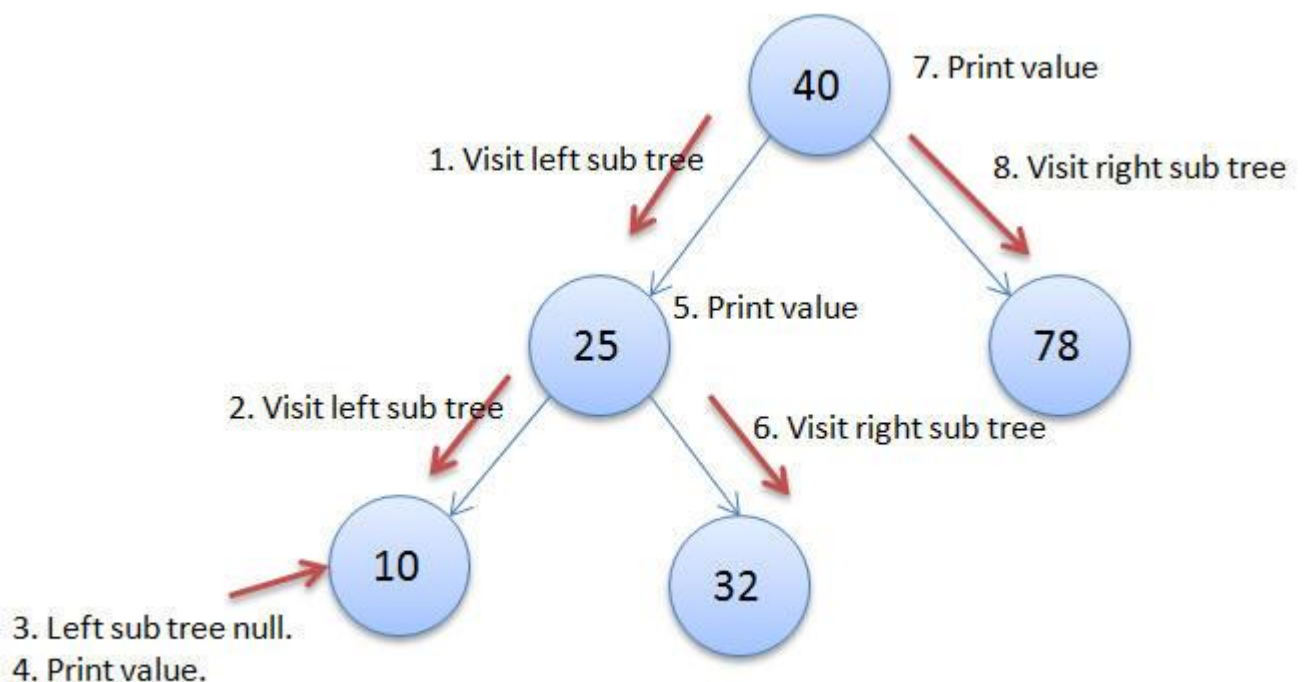 40
7. Print value
1. Visit left sub tree
8. Visit right sub tree
25
5. Print value
78
2. Visit left sub tree
6. Visit right sub tree
10
32
3. Left sub tree null.
4. Print value.